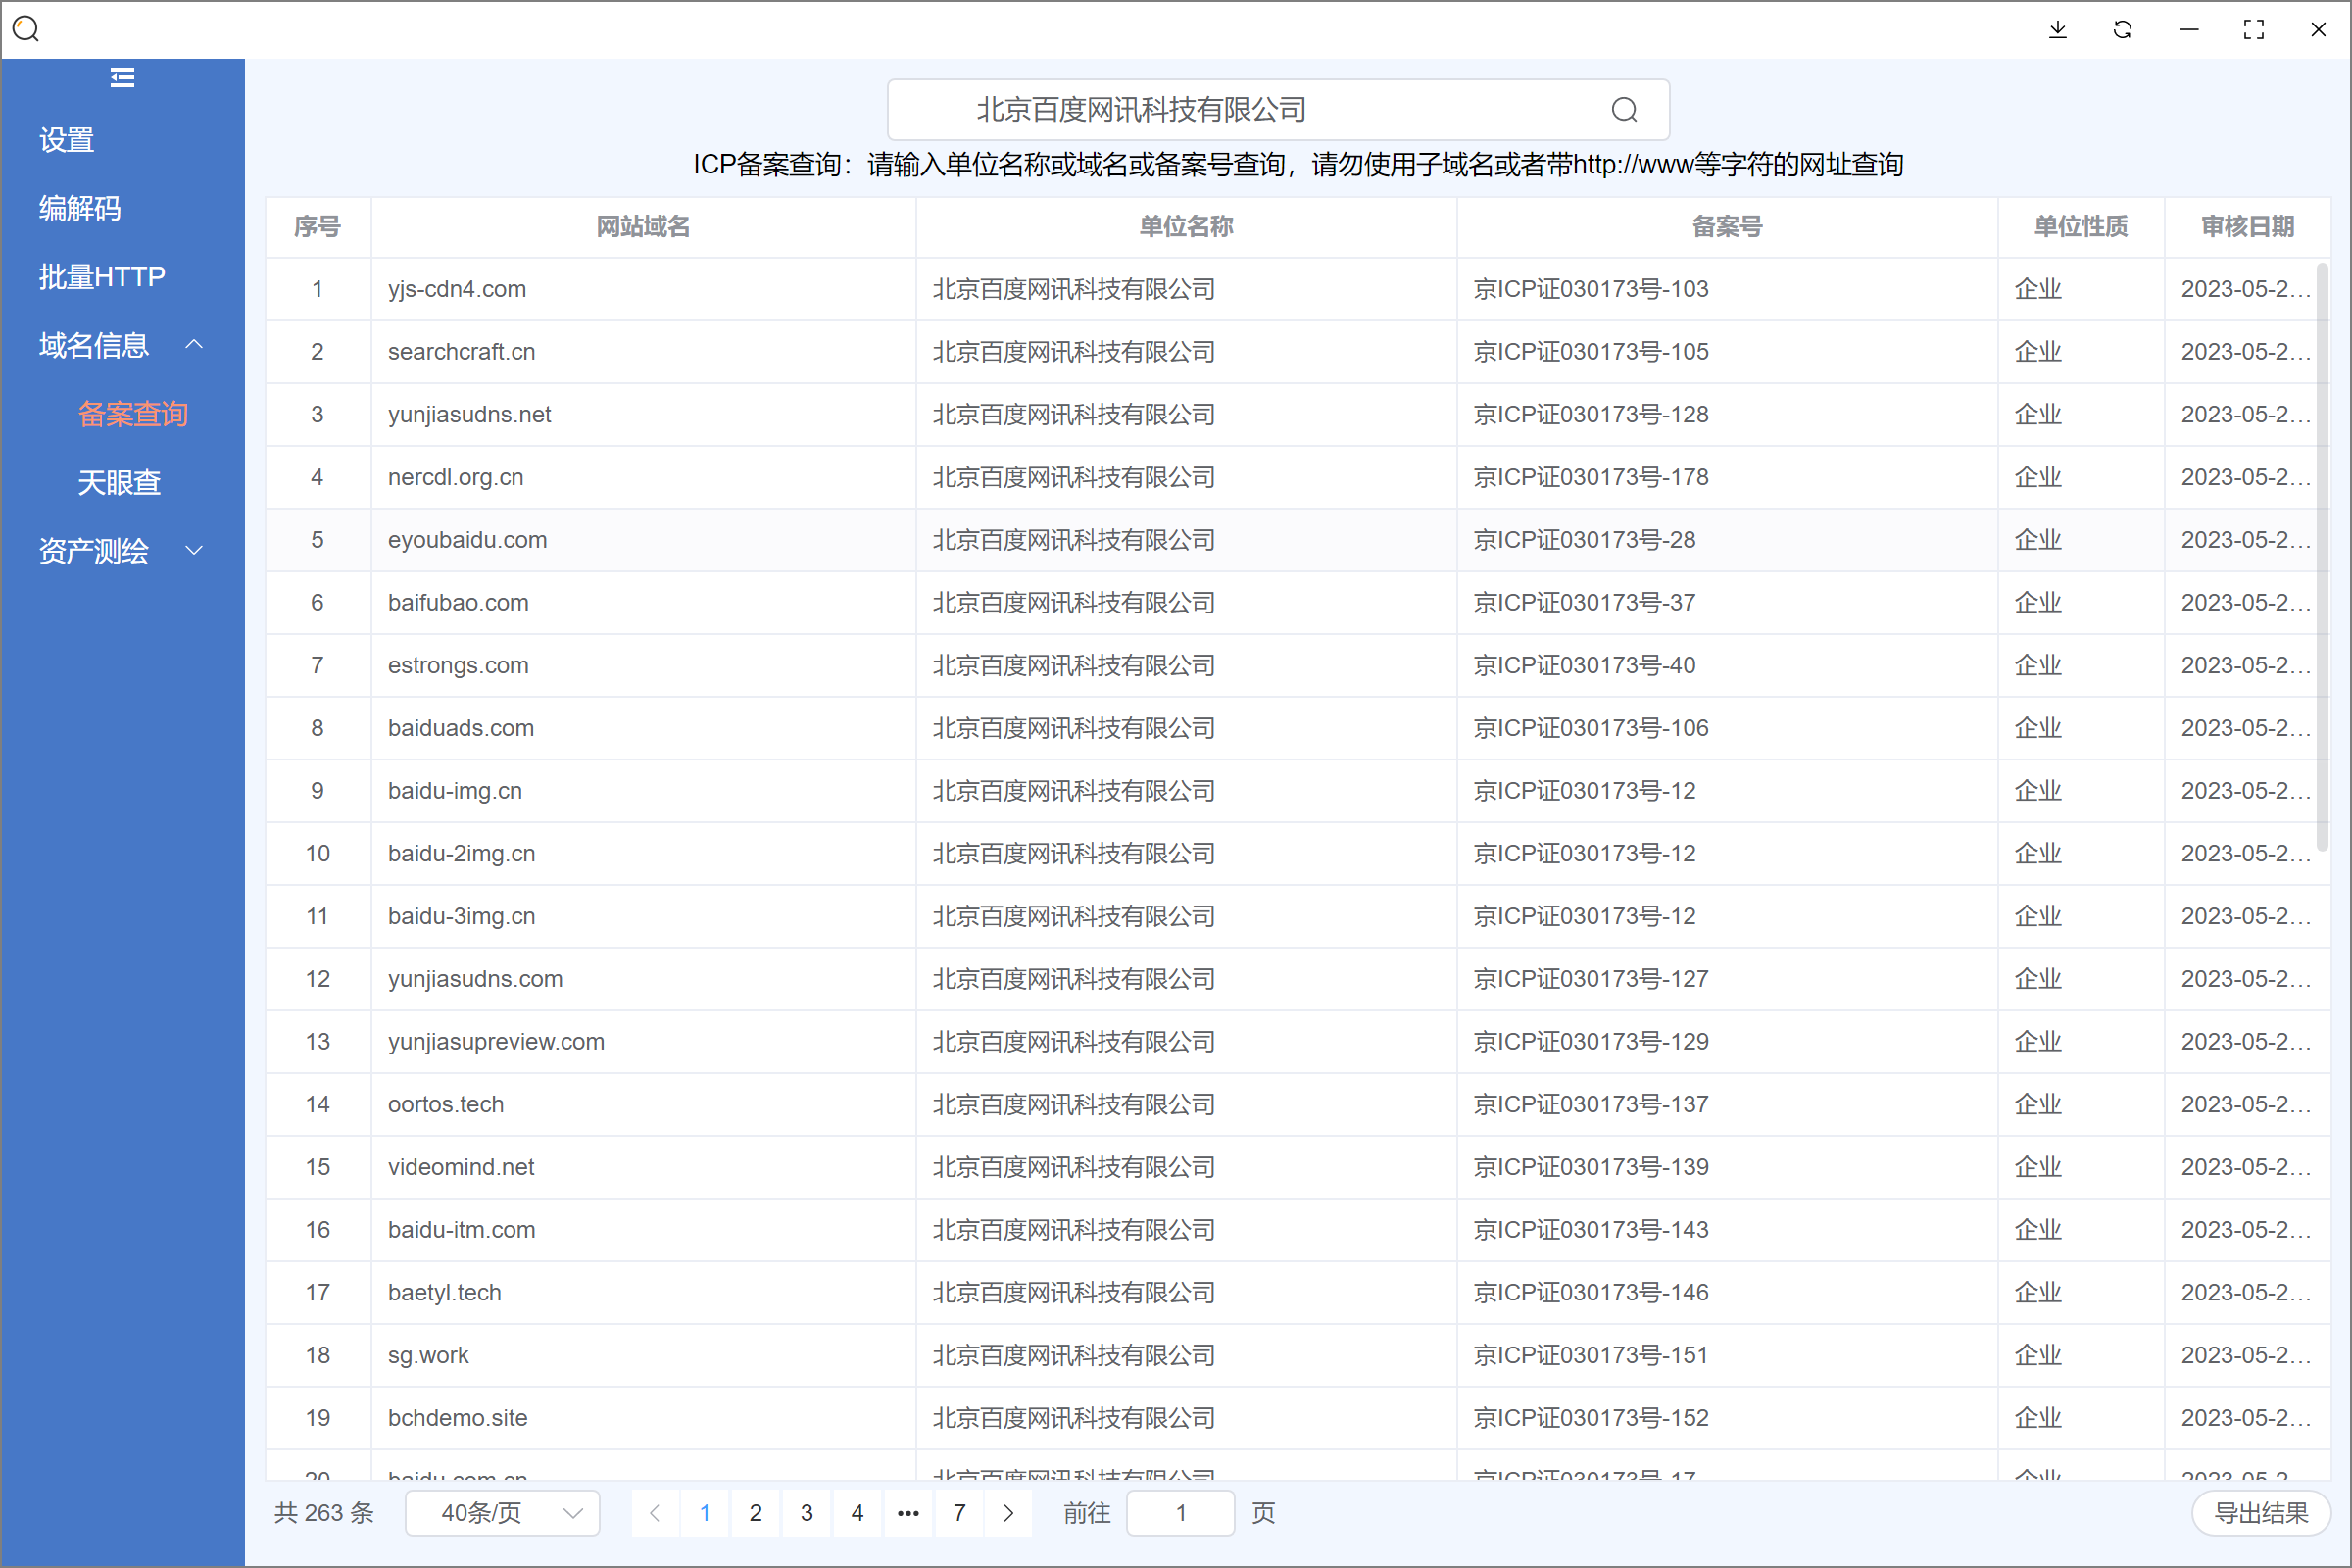 设置
编解码
批量HTTP
域名信息
备案查询
天眼查
资产测绘
北京百度网讯科技有限公司
ICP备案查询：请输入单位名称或域名或备案号查询，请勿使用子域名或者带http://www等字符的网址查询
序号 网站域名 单位名称 备案号 单位性质 审核日期
1 yjs-cdn4.com 北京百度网讯科技有限公司 京ICP证030173号-103 企业 2023-05-2...
2 searchcraft.cn 北京百度网讯科技有限公司 京ICP证030173号-105 企业 2023-05-2...
3 yunjiasudns.net 北京百度网讯科技有限公司 京ICP证030173号-128 企业 2023-05-2...
4 nercdl.org.cn 北京百度网讯科技有限公司 京ICP证030173号-178 企业 2023-05-2...
5 eyoubaidu.com 北京百度网讯科技有限公司 京ICP证030173号-28 企业 2023-05-2...
6 baifubao.com 北京百度网讯科技有限公司 京ICP证030173号-37 企业 2023-05-2...
7 estrongs.com 北京百度网讯科技有限公司 京ICP证030173号-40 企业 2023-05-2...
8 baiduads.com 北京百度网讯科技有限公司 京ICP证030173号-106 企业 2023-05-2...
9 baidu-img.cn 北京百度网讯科技有限公司 京ICP证030173号-12 企业 2023-05-2...
10 baidu-2img.cn 北京百度网讯科技有限公司 京ICP证030173号-12 企业 2023-05-2...
11 baidu-3img.cn 北京百度网讯科技有限公司 京ICP证030173号-12 企业 2023-05-2...
12 yunjiasudns.com 北京百度网讯科技有限公司 京ICP证030173号-127 企业 2023-05-2...
13 yunjiasupreview.com 北京百度网讯科技有限公司 京ICP证030173号-129 企业 2023-05-2...
14 oortos.tech 北京百度网讯科技有限公司 京ICP证030173号-137 企业 2023-05-2...
15 videomind.net 北京百度网讯科技有限公司 京ICP证030173号-139 企业 2023-05-2...
16 baidu-itm.com 北京百度网讯科技有限公司 京ICP证030173号-143 企业 2023-05-2...
17 baetyl.tech 北京百度网讯科技有限公司 京ICP证030173号-146 企业 2023-05-2...
18 sg.work 北京百度网讯科技有限公司 京ICP证030173号-151 企业 2023-05-2...
19 bchdemo.site 北京百度网讯科技有限公司 京ICP证030173号-152 企业 2023-05-2...
20 baidu.com.cn 北京百度网讯科技有限公司 京ICP证030173号-17 企业 2023-05-2
共 263 条 40条/页 1 2 3 4 ••• 7 前往 1 页 导出结果